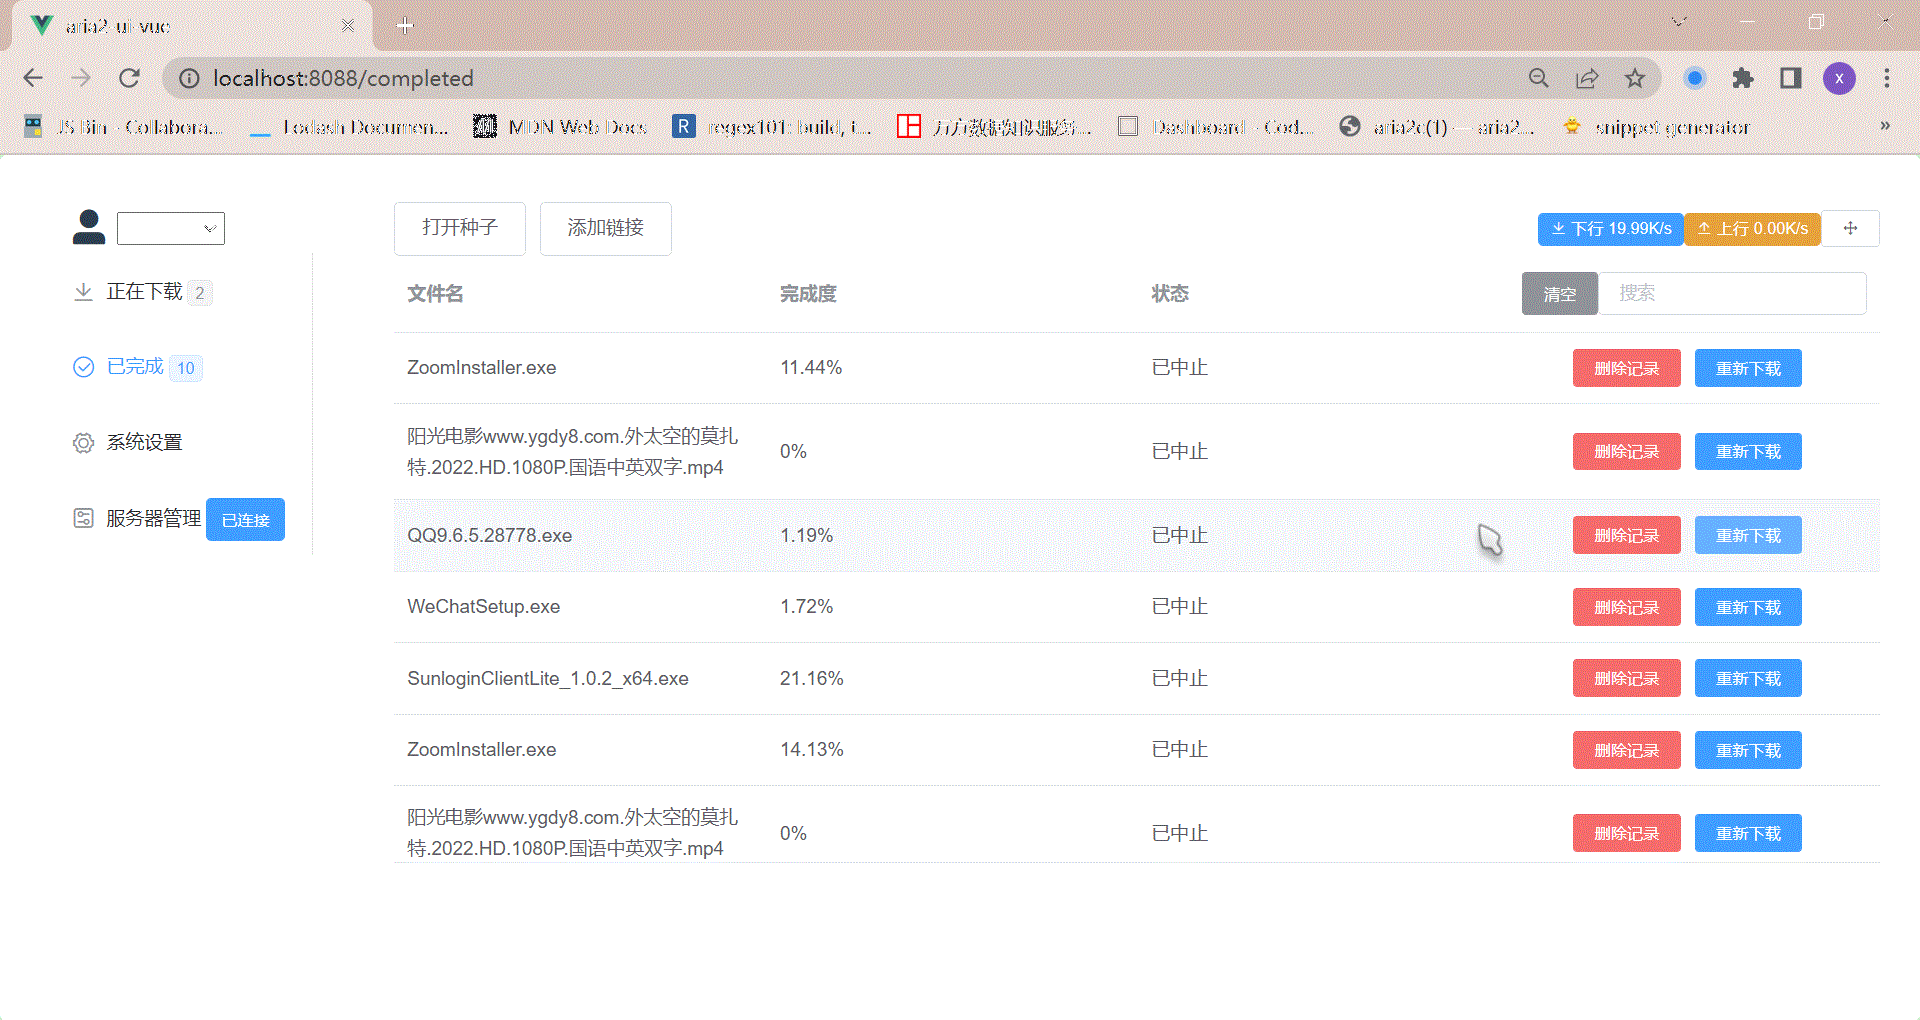 aria2-ui-vue
localhost:8088/completed
X
JS Bin - Collabora...
Lodash Documen...
MDN Web Docs
R
regex101: build, t...
Dashboard - Cod...
aria2c(1) — aria2...
snippet generator
»
打开种子
添加链接
下行 19.99K/s
上行 0.00K/s
正在下载 2
已完成 10
系统设置
服务器管理 已连接
文件名 完成度 状态 清空 搜索
ZoomInstaller.exe 11.44% 已中止 删除记录 重新下载
阳光电影www.ygdy8.com.外太空的莫扎
特.2022.HD.1080P.国语中英双字.mp4
0% 已中止 删除记录 重新下载
QQ9.6.5.28778.exe 1.19% 已中止 删除记录 重新下载
WeChatSetup.exe 1.72% 已中止 删除记录 重新下载
SunloginClientLite_1.0.2_x64.exe 21.16% 已中止 删除记录 重新下载
ZoomInstaller.exe 14.13% 已中止 删除记录 重新下载
阳光电影www.ygdy8.com.外太空的莫扎
特.2022.HD.1080P.国语中英双字.mp4
0% 已中止 删除记录 重新下载